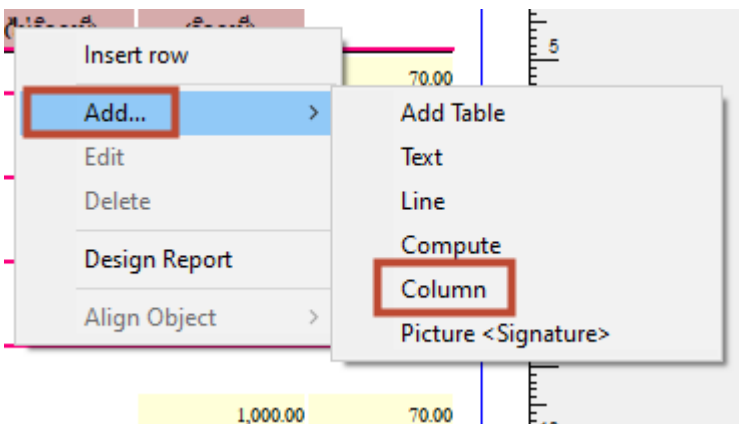 Insert row
5
70.00
Add...
Add Table
Edit
Text
Delete
Line
Compute
Design Report
Column
Align Object
Picture <Signature>
1,000.00
70.00